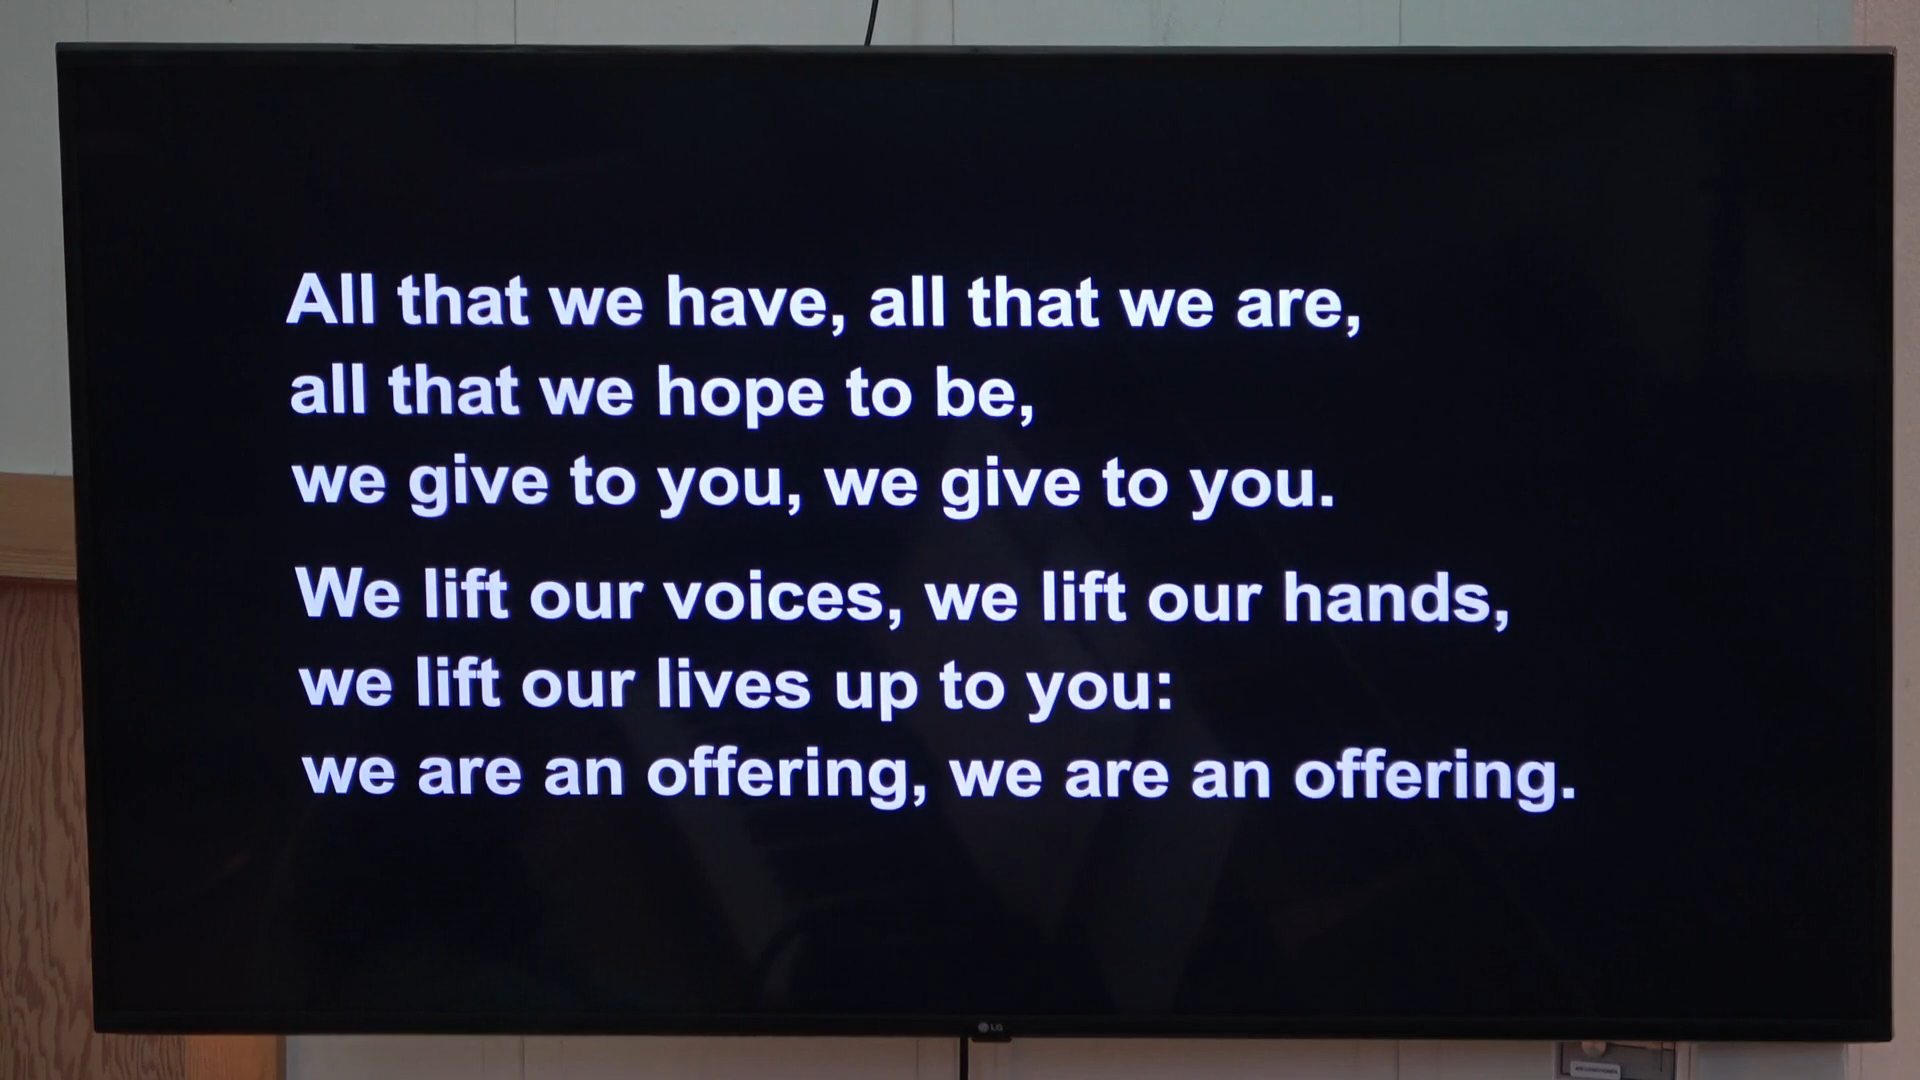 All that we have, all that we are,
all that we hope to be,
we give to you, we give to you.
We lift our voices, we lift our hands,
we lift our lives up to you:
we are an offering, we are an offering.
LG